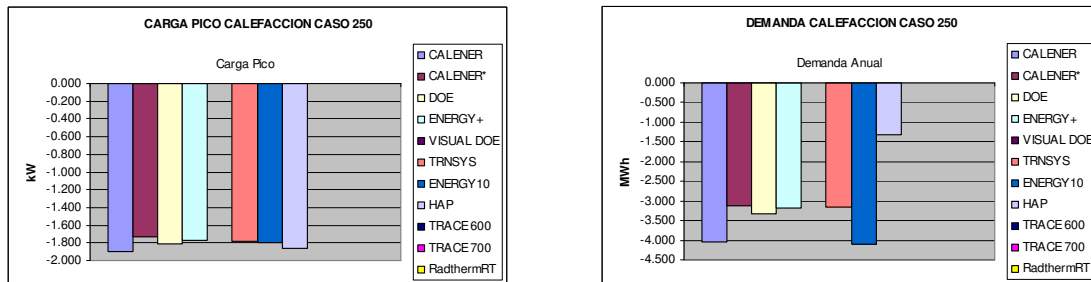 CARGA PICO CALEFACCION CASO 250
Carga Pico
kW
0.000
-0.200
-0.400
-0.600
-0.800
-1.000
-1.200
-1.400
-1.600
-1.800
-2.000
CALENER
CALENER*
DOE
ENERGY+
VISUAL DOE
TRNSYS
ENERGY10
HAP
TRACE 600
TRACE 700
RadthermRT
DEMANDA CALEFACCION CASO 250
Demanda Anual
MWh
0.000
-0.500
-1.000
-1.500
-2.000
-2.500
-3.000
-3.500
-4.000
-4.500
CALENER
CALENER*
DOE
ENERGY+
VISUAL DOE
TRNSYS
ENERGY10
HAP
TRACE 600
TRACE 700
RadthermRT